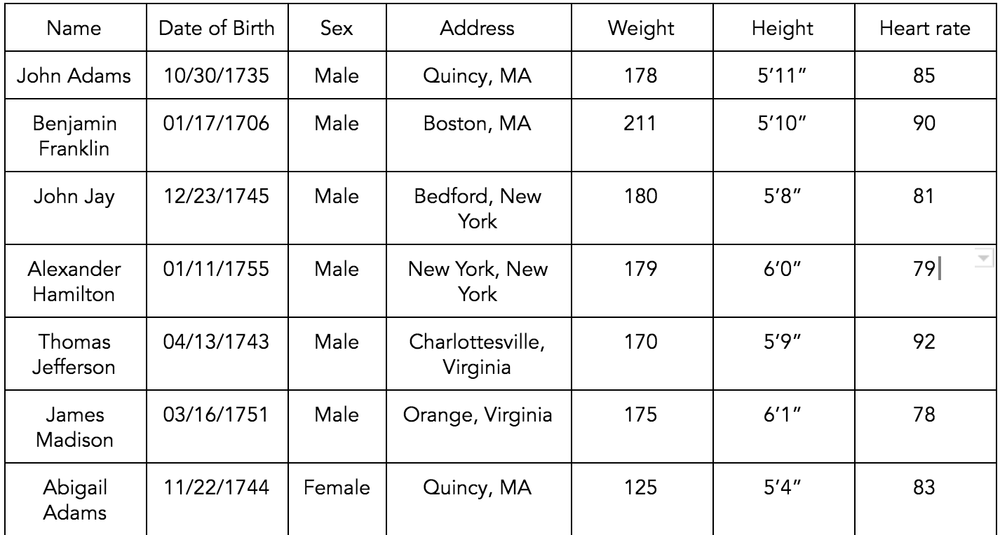 Name Date of Birth Sex Address Weight Height Heart rate
John Adams 10/30/1735 Male Quincy, MA 178 5’11” 85
Benjamin 01/17/1706 Male Boston, MA 211 5’10” 90
Franklin
John Jay 12/23/1745 Male Bedford, New 180 5’8” 81
York
Alexander 01/11/1755 Male New York, New 179 6’0” 79
Hamilton York
Thomas 04/13/1743 Male Charlottesville, 170 5’9” 92
Jefferson Virginia
James 03/16/1751 Male Orange, Virginia 175 6’1” 78
Madison
Abigail 11/22/1744 Female Quincy, MA 125 5’4” 83
Adams